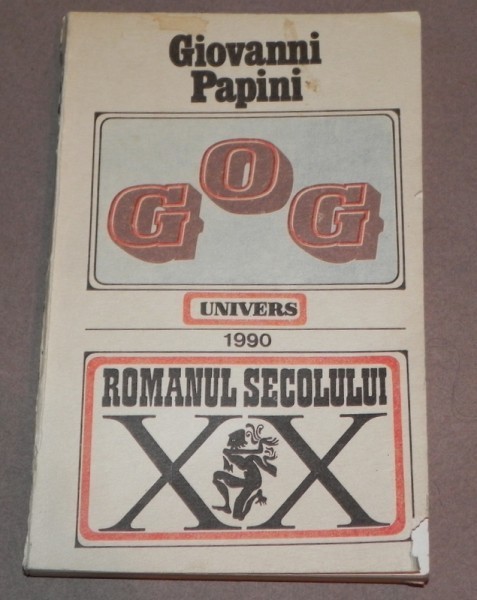 Giovanni
Papini
GOG
UNIVERS
1990
ROMANUL SECOLULUI
XX